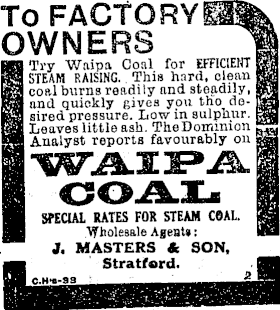 To FACTORY
OWNERS
Try Waipa Coal for EFFICIENT
STEAM RAISING. This hard, clean
coal burns readily and steadily,
and quickly gives you tho de-
sired pressure. Low in sulphur.
Leaves little ash. The Dominion
Analyst reports favourably on
WAIPA
COAL
SPECIAL RATES FOR STEAM COAL.
Wholesale Agents:
J. MASTERS & SON,
Stratford.
C.H's-99 2